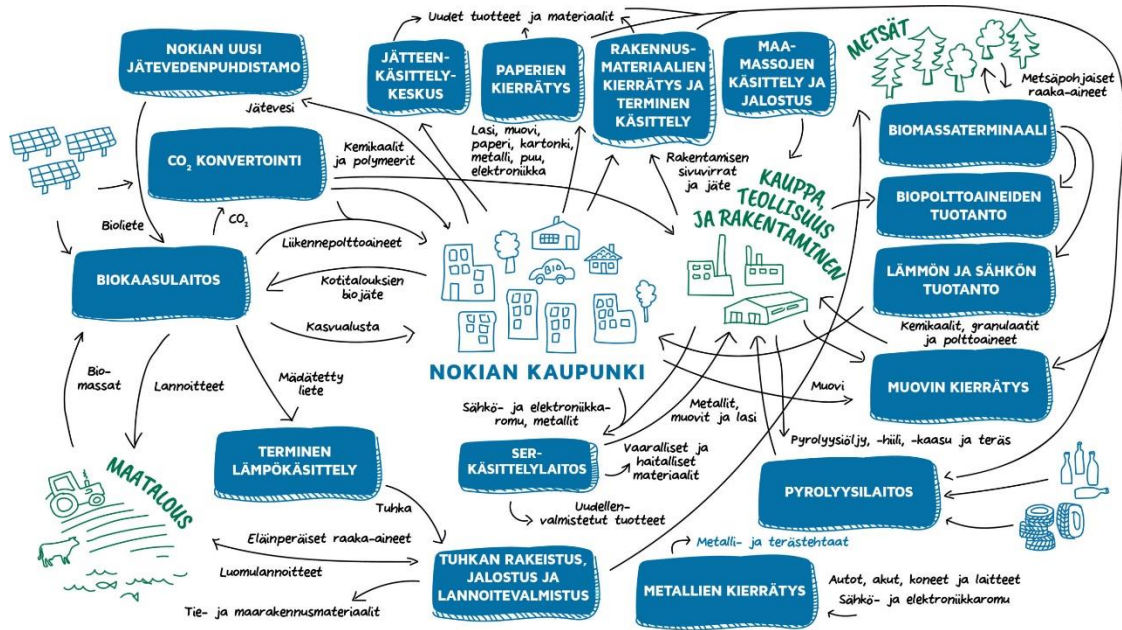 Uudet tuotteet ja materiaalit
NOKIAN UUSI
JÄTEVEDENPUHDISTAMO
JÄTTEEN-
KÄSITTELY-
KESKUS
PAPERIEN
KIERRÄTYS
RAKENNUS-
MATERIAALIEN
KIERRÄTYS JA
TERMINEN
KÄSITTELY
MAA-
MASSOJEN
KÄSITTELY JA
JALOSTUS
METSÄT
Metsäpohjaiset
raaka-aineet
Jätevesi
BIOMASSATERMINAALI
CO₂ KONVERTOINTI
Kemikaalit
ja polymeerit
Lasi, muovi,
paperi, kartonki,
metalli, puu,
elektroniikka
Rakentamisen
sivuvirrat
ja jäte
KAUPPA,
TEOLLISUUS
JA RAKENTAMINEN
BIOPOLTTOAINEIDEN
TUOTANTO
Bioliete
CO₂
Liikennepolttoaineet
BIOKAASULAITOS
Kotitalouksien
biojäte
LÄMMÖN JA SÄHKÖN
TUOTANTO
Kasvualusta
Kemikaalit, granulaatit
ja polttoaineet
NOKIAN KAUPUNKI
Bio-
massat
Lannoitteet
Mädätetty
liete
Muovi
MUOVIN KIERRÄTYS
Sähkö- ja elektroniikka-
romu, metallit
Metallit,
muovit ja lasi
Pyrolyysiöljy, -hiili, -kaasu ja teräs
TERMINEN
LÄMPÖKÄSITTELY
SER-
KÄSITTELYLAITOS
Vaaralliset ja
haitalliset
materiaalit
MAATALOUS
PYROLYYSILAITOS
Tuhka
Uudellen-
valmistetut tuotteet
Eläinperäiset raaka-aineet
Luomulannoitteet
TUHKAN RAKEISTUS,
JALOSTUS JA
LANNOITEVALMISTUS
Metalli- ja terästehtaat
METALLIEN KIERRÄTYS
Autot, akut, koneet ja laitteet
Sähkö- ja elektroniikkaromu
Tie- ja maarakennusmateriaalit